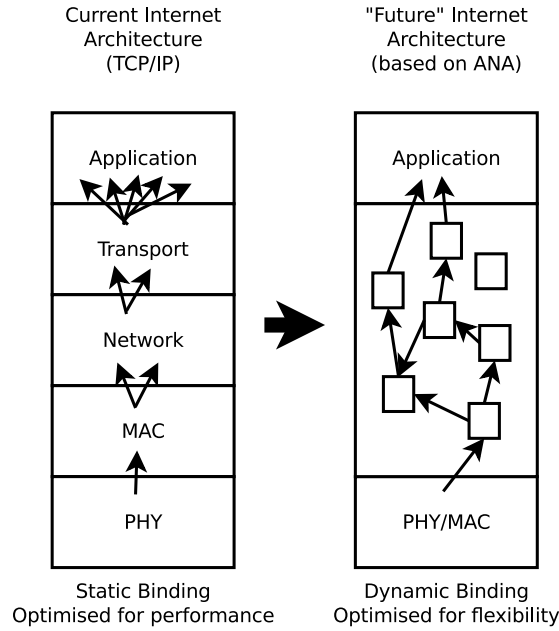 Current Internet
Architecture
(TCP/IP)
Application
Transport
Network
MAC
PHY
Static Binding
Optimised for performance
"Future" Internet
Architecture
(based on ANA)
Application
PHY/MAC
Dynamic Binding
Optimised for flexibility